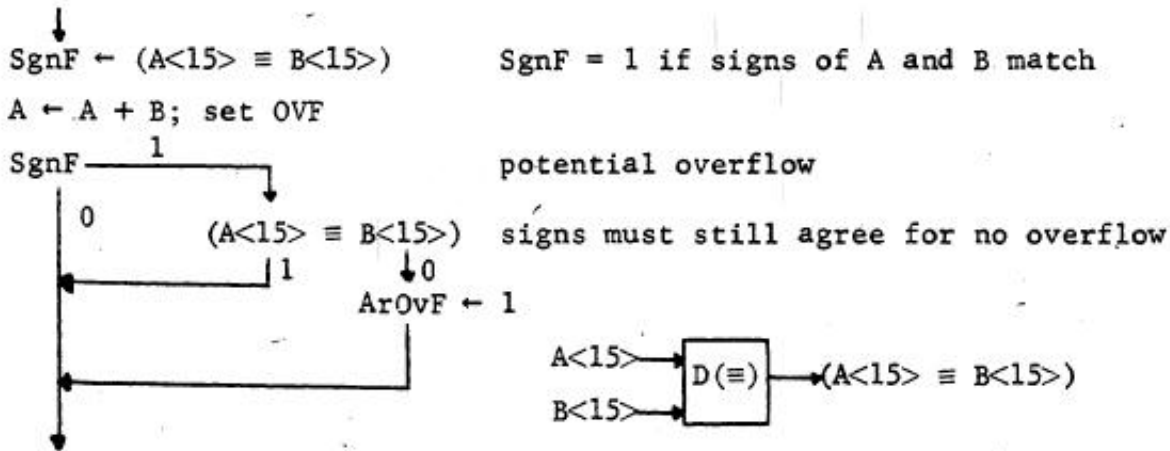 SgnF ← (A<15> ≡ B<15>) SgnF = 1 if signs of A and B match
A ← A + B; set OVF
1
SgnF potential overflow
0
(A<15> ≡ B<15>) signs must still agree for no overflow
1 0
ArOvF ← 1
A<15>
D(≡) (A<15> ≡ B<15>)
B<15>